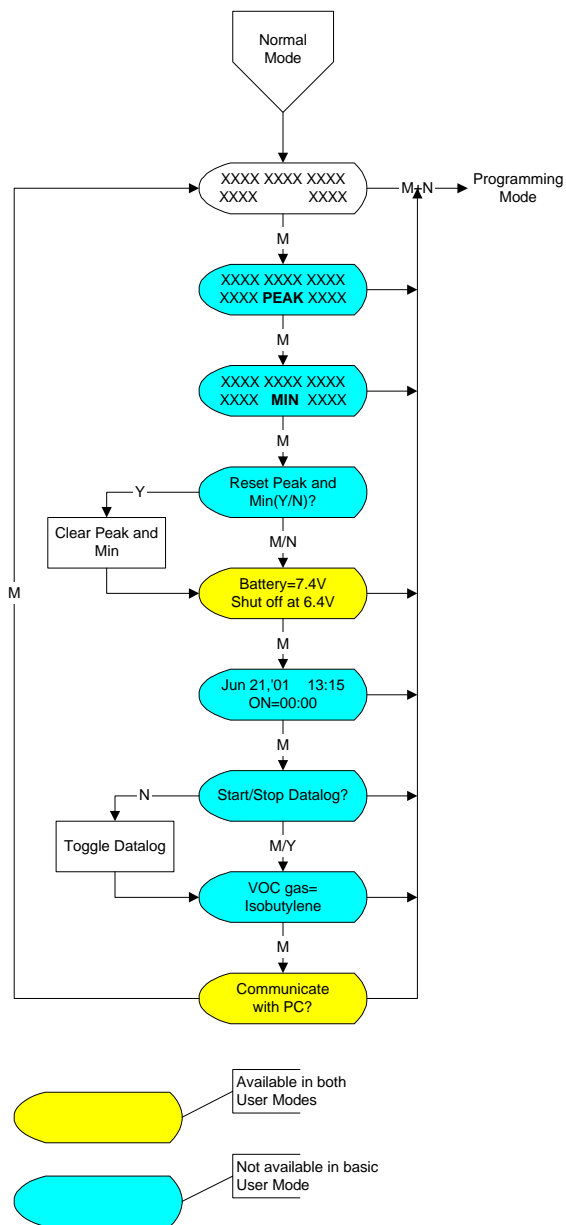 Normal
Mode
XXXX XXXX XXXX
XXXX XXXX
M+N
Programming
Mode
M
XXXX XXXX XXXX
XXXX PEAK XXXX
M
XXXX XXXX XXXX
XXXX MIN XXXX
M
Reset Peak and
Min(Y/N)?
Y
Clear Peak and
Min
M/N
M
Battery=7.4V
Shut off at 6.4V
M
Jun 21,'01 13:15
ON=00:00
M
Start/Stop Datalog?
N
Toggle Datalog
M/Y
VOC gas=
Isobutylene
M
Communicate
with PC?
Available in both
User Modes
Not available in basic
User Mode